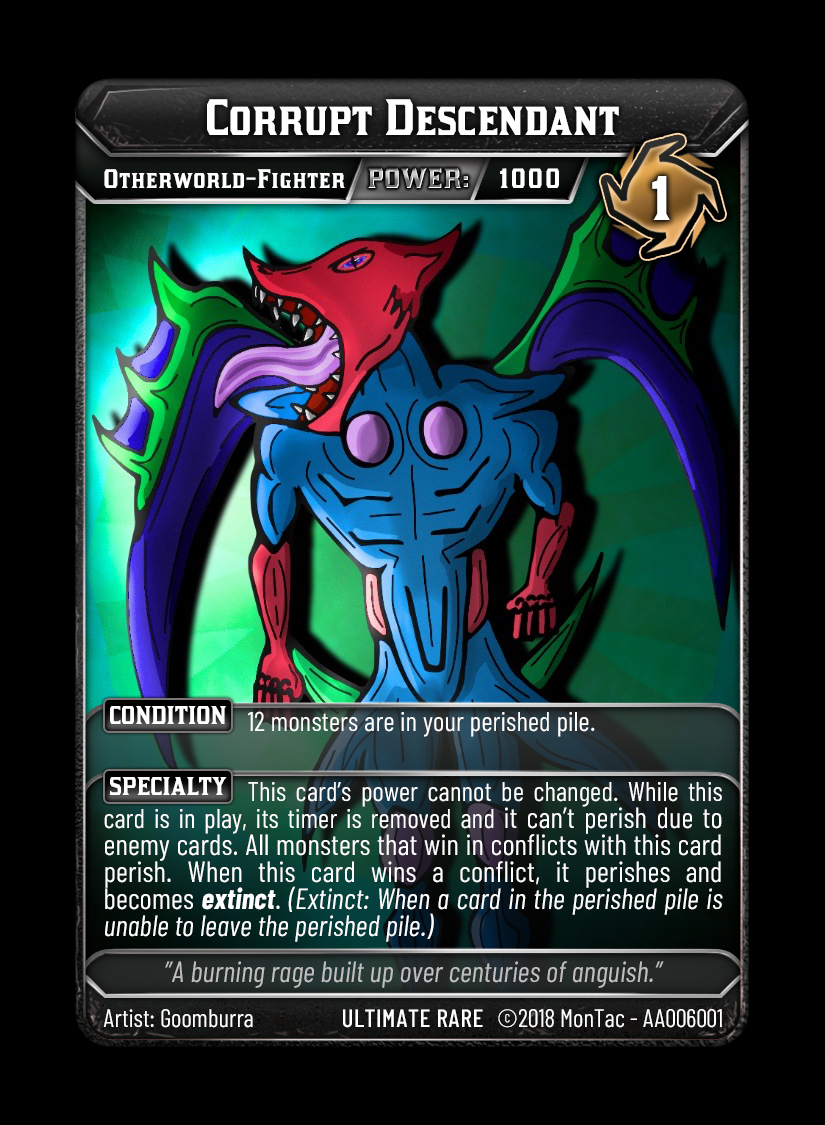 Corrupt Descendant
Otherworld-Fighter POWER: 1000
1
CONDITION 12 monsters are in your perished pile.
SPECIALTY This card's power cannot be changed. While this
card is in play, its timer is removed and it can't perish due to
enemy cards. All monsters that win in conflicts with this card
perish. When this card wins a conflict, it perishes and
becomes extinct. (Extinct: When a card in the perished pile is
unable to leave the perished pile.)
"A burning rage built up over centuries of anguish."
Artist: Goomburra ULTIMATE RARE ©2018 MonTac - AA006001